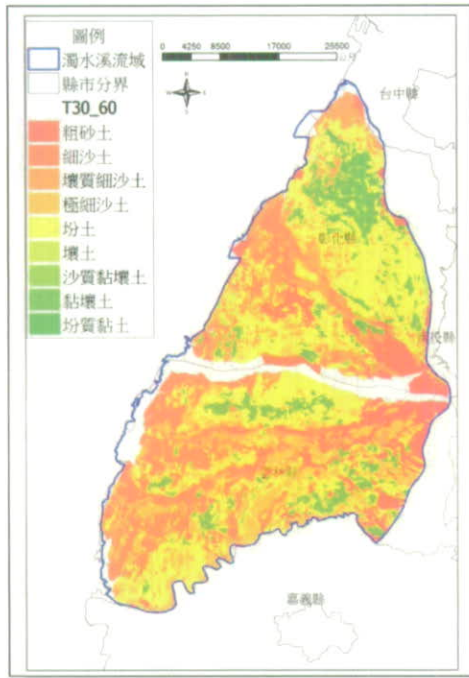 圖例
濁水溪流域
縣市分界
T30_60
粗砂土
細沙土
壤質細沙土
極細沙土
坋土
壤土
沙質黏壤土
黏壤土
坋質黏土
0 4250 8500 17000 25500
公尺
台中縣
彰化縣
南投縣
嘉義縣